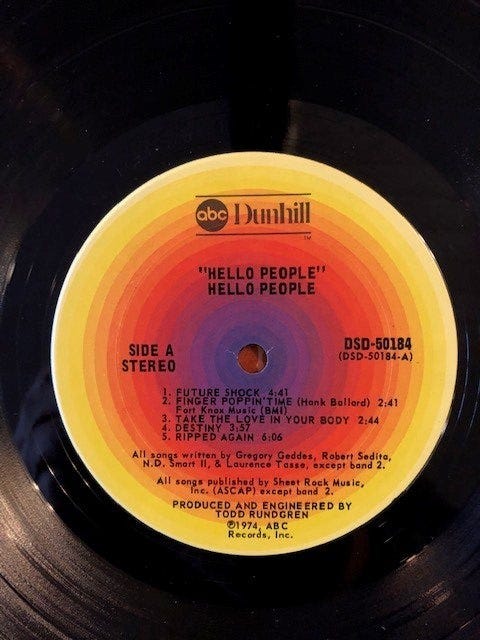 abc Dunhill
TM
"HELLO PEOPLE"
HELLO PEOPLE
SIDE A
STEREO
DSD-50184
(DSD-50184-A)
1. FUTURE SHOCK 4:41
2. FINGER POPPIN' TIME (Hank Ballard) 2:41
Fort Knox Music (BMI)
3. TAKE THE LOVE IN YOUR BODY 2:44
4. DESTINY 3:57
5. RIPPED AGAIN 6:06
All songs written by Gregory Geddes, Robert Sedita,
N.D. Smart II, & Laurence Tasse, except band 2.
All songs published by Sheet Rock Music,
Inc. (ASCAP) except band 2.
PRODUCED AND ENGINEERED BY
TODD RUNDGREN
℗1974, ABC
Records, Inc.